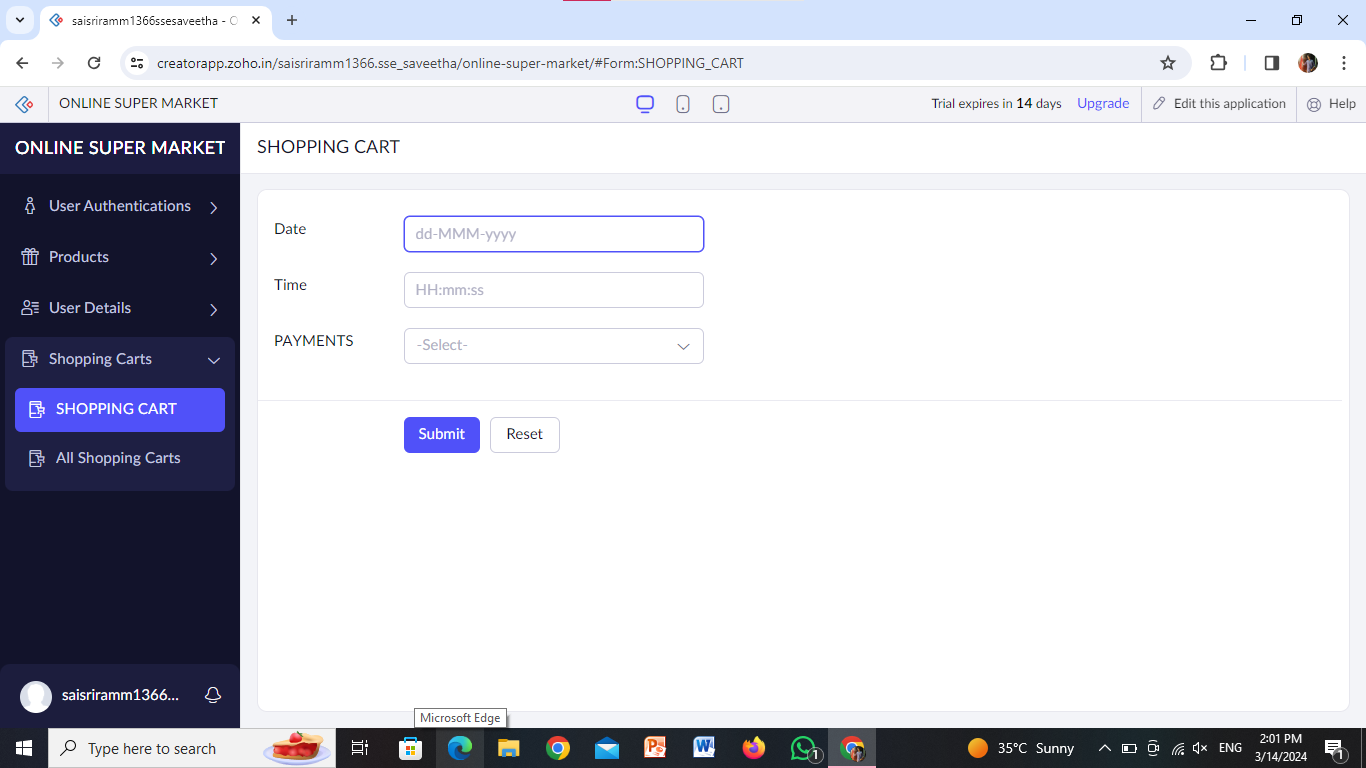 saisriramm1366ssesaveetha - O
creatorapp.zoho.in/saisriramm1366.sse_saveetha/online-super-market/#Form:SHOPPING_CART
ONLINE SUPER MARKET
Trial expires in 14 days Upgrade Edit this application Help
ONLINE SUPER MARKET
SHOPPING CART
User Authentications
Products
User Details
Shopping Carts
SHOPPING CART
All Shopping Carts
Date
dd-MMM-yyyy
Time
HH:mm:ss
PAYMENTS
-Select-
Submit Reset
saisriramm1366...
Microsoft Edge
Type here to search
1
35°C Sunny
ENG
2:01 PM
3/14/2024
1